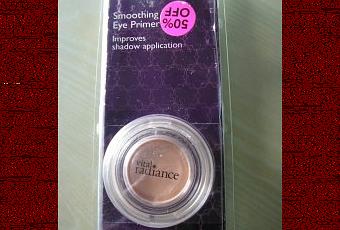 Smoothing
Eye Primer
Improves
shadow application
50%
OFF
vital
radiance